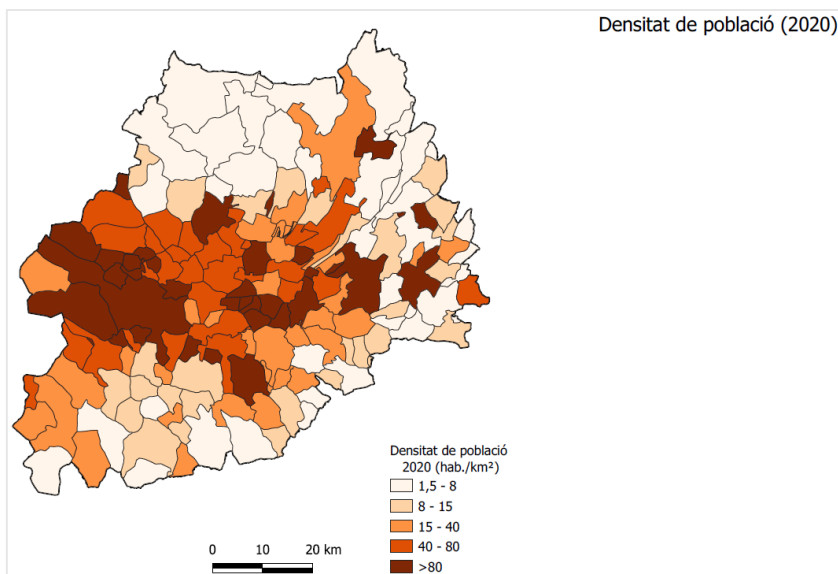 Densitat de població (2020)
Densitat de població
2020 (hab./km²)
1,5 - 8
8 - 15
15 - 40
40 - 80
>80
0 10 20 km